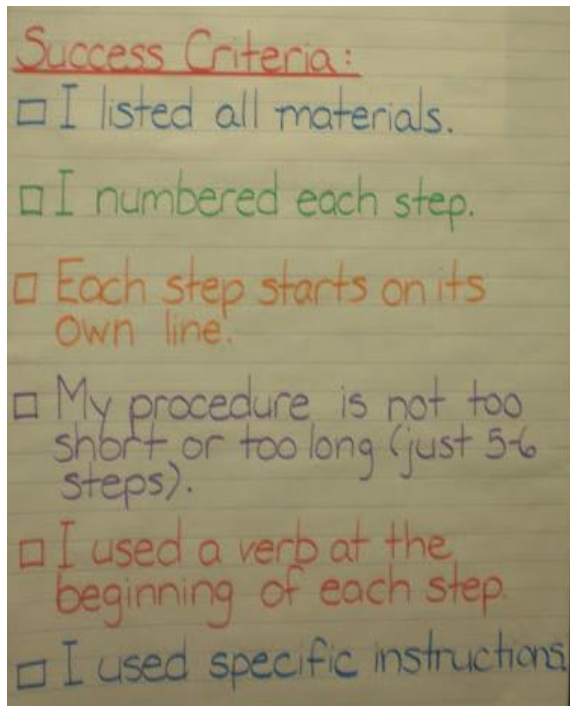 Success Criteria:
□ I listed all materials.
□ I numbered each step.
□ Each step starts on its
own line.
□ My procedure is not too
short or too long (just 5-6
steps).
□ I used a verb at the
beginning of each step.
□ I used specific instructions